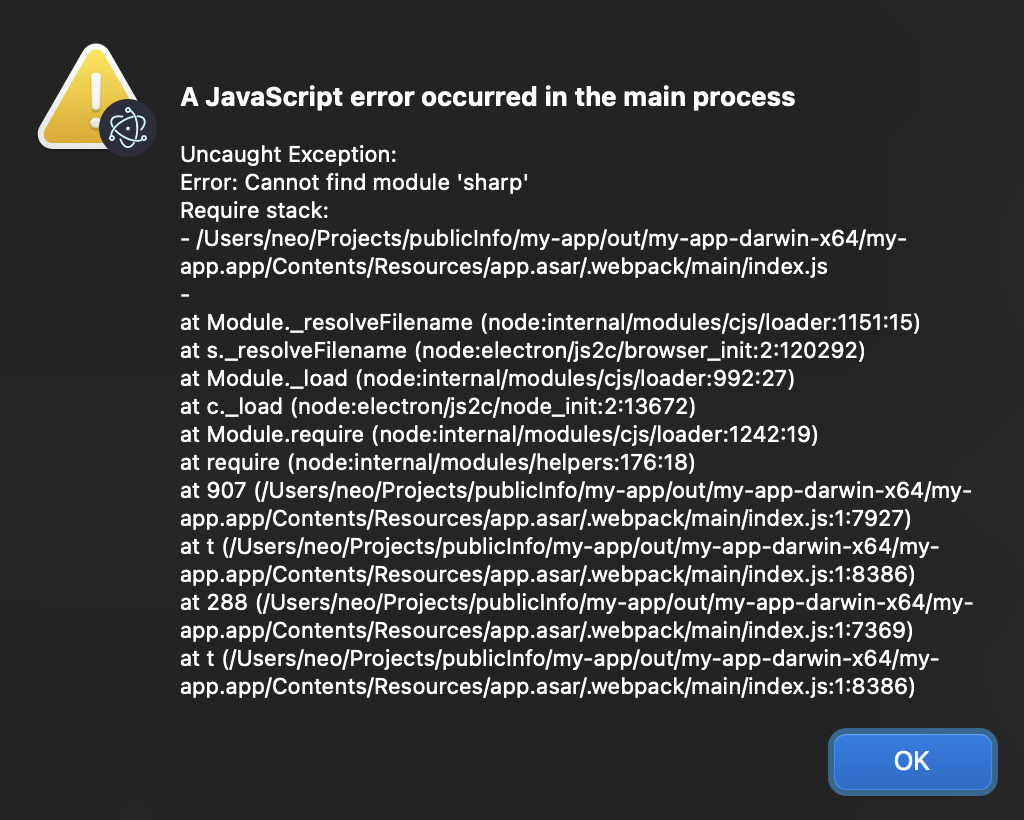 A JavaScript error occurred in the main process
Uncaught Exception:
Error: Cannot find module 'sharp'
Require stack:
- /Users/neo/Projects/publicInfo/my-app/out/my-app-darwin-x64/my-
app.app/Contents/Resources/app.asar/.webpack/main/index.js
-
at Module._resolveFilename (node:internal/modules/cjs/loader:1151:15)
at s._resolveFilename (node:electron/js2c/browser_init:2:120292)
at Module._load (node:internal/modules/cjs/loader:992:27)
at c._load (node:electron/js2c/node_init:2:13672)
at Module.require (node:internal/modules/cjs/loader:1242:19)
at require (node:internal/modules/helpers:176:18)
at 907 (/Users/neo/Projects/publicInfo/my-app/out/my-app-darwin-x64/my-
app.app/Contents/Resources/app.asar/.webpack/main/index.js:1:7927)
at t (/Users/neo/Projects/publicInfo/my-app/out/my-app-darwin-x64/my-
app.app/Contents/Resources/app.asar/.webpack/main/index.js:1:8386)
at 288 (/Users/neo/Projects/publicInfo/my-app/out/my-app-darwin-x64/my-
app.app/Contents/Resources/app.asar/.webpack/main/index.js:1:7369)
at t (/Users/neo/Projects/publicInfo/my-app/out/my-app-darwin-x64/my-
app.app/Contents/Resources/app.asar/.webpack/main/index.js:1:8386)
OK